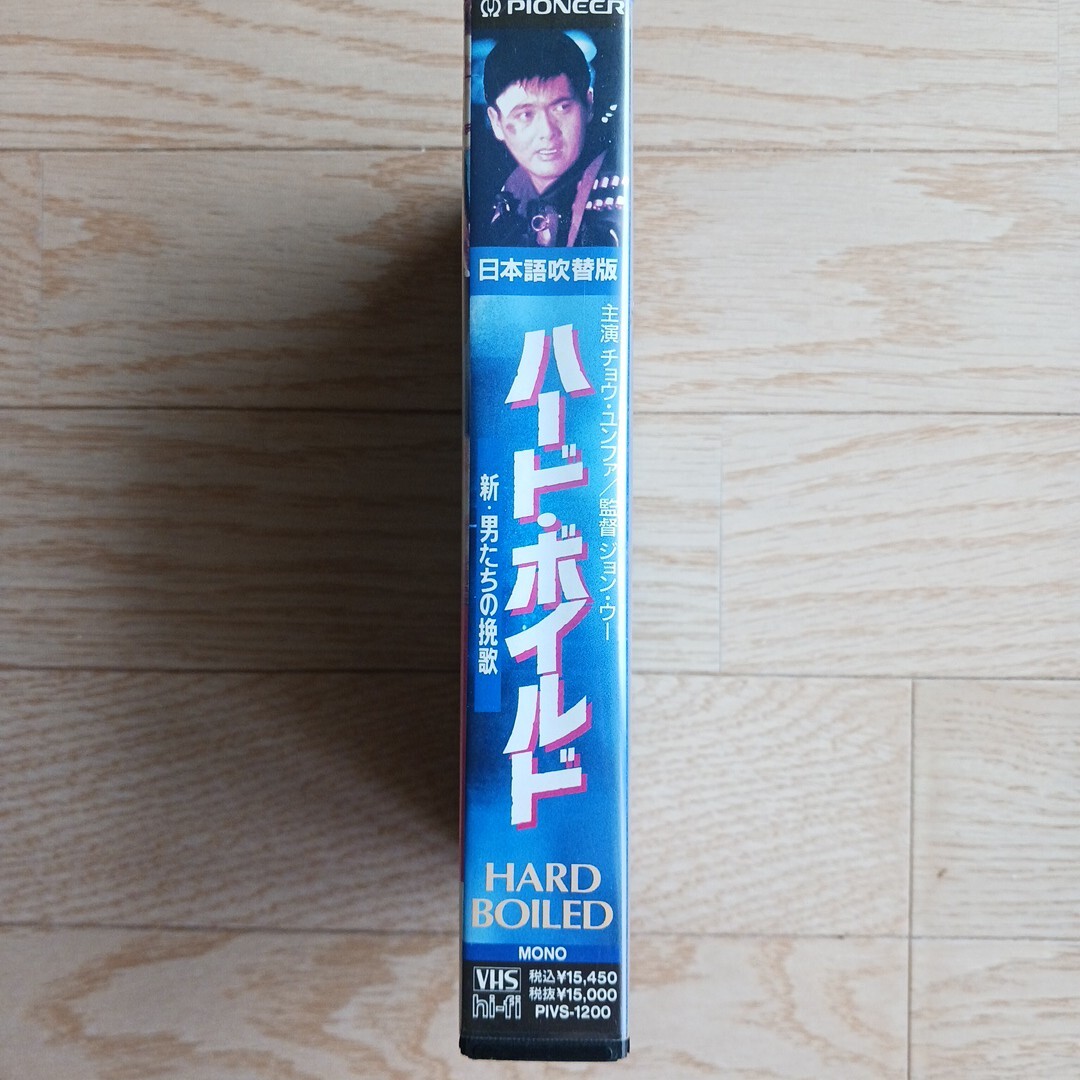 PIONEER
日本語吹替版
主演 チョウ・ユンファ/監督 ジョン・ウー
ハード・ボイルド
新・男たちの挽歌
HARD
BOILED
MONO
VHS
hi-fi
税込¥15,450
税抜¥15,000
PIVS-1200